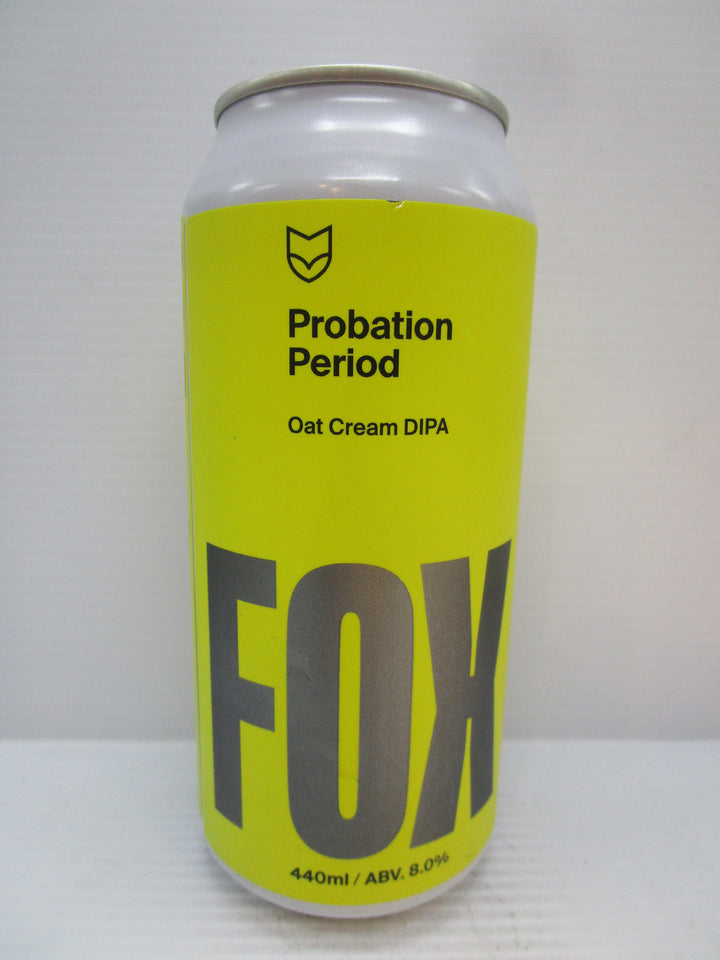 Probation
Period
Oat Cream DIPA
FOX
440ml / ABV. 8.0%